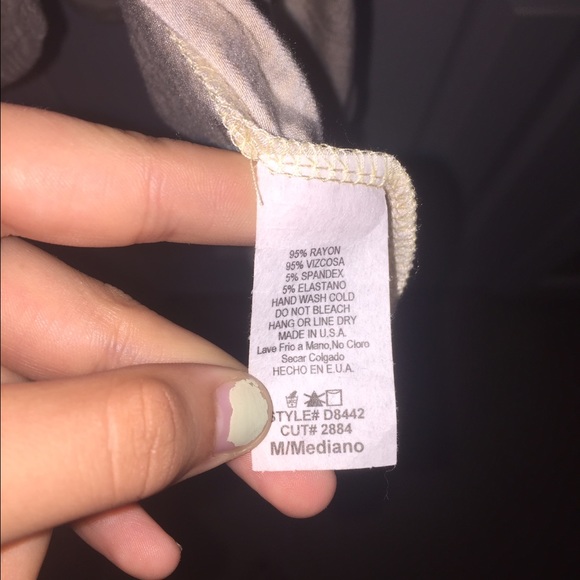 95% RAYON
95% VIZCOSA
5% SPANDEX
5% ELASTANO
HAND WASH COLD
DO NOT BLEACH
HANG OR LINE DRY
MADE IN U.S.A.
Lave Frio a Mano,No Cloro
Secar Colgado
HECHO EN E.U.A.
STYLE# D8442
CUT# 2884
M/Mediano